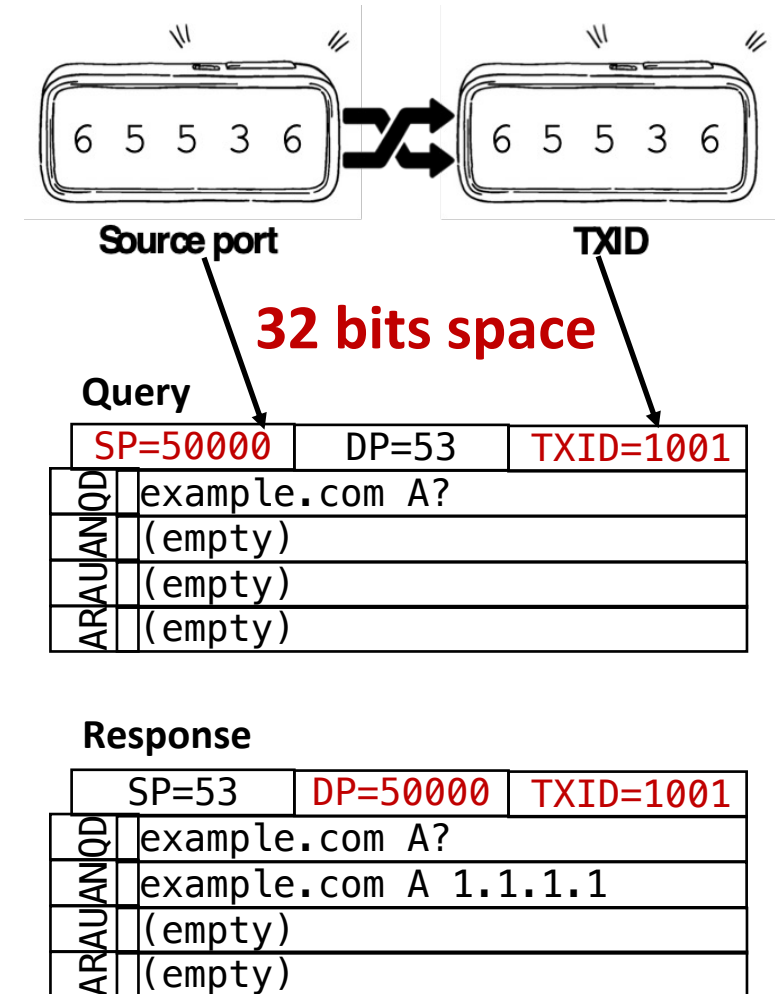 6 5 5 3 6 6 5 5 3 6
Source port TXID
32 bits space
Query
SP=50000 DP=53 TXID=1001
QD example.com A?
AN (empty)
AU (empty)
AR (empty)
Response
SP=53 DP=50000 TXID=1001
QD example.com A?
AN example.com A 1.1.1.1
AU (empty)
AR (empty)